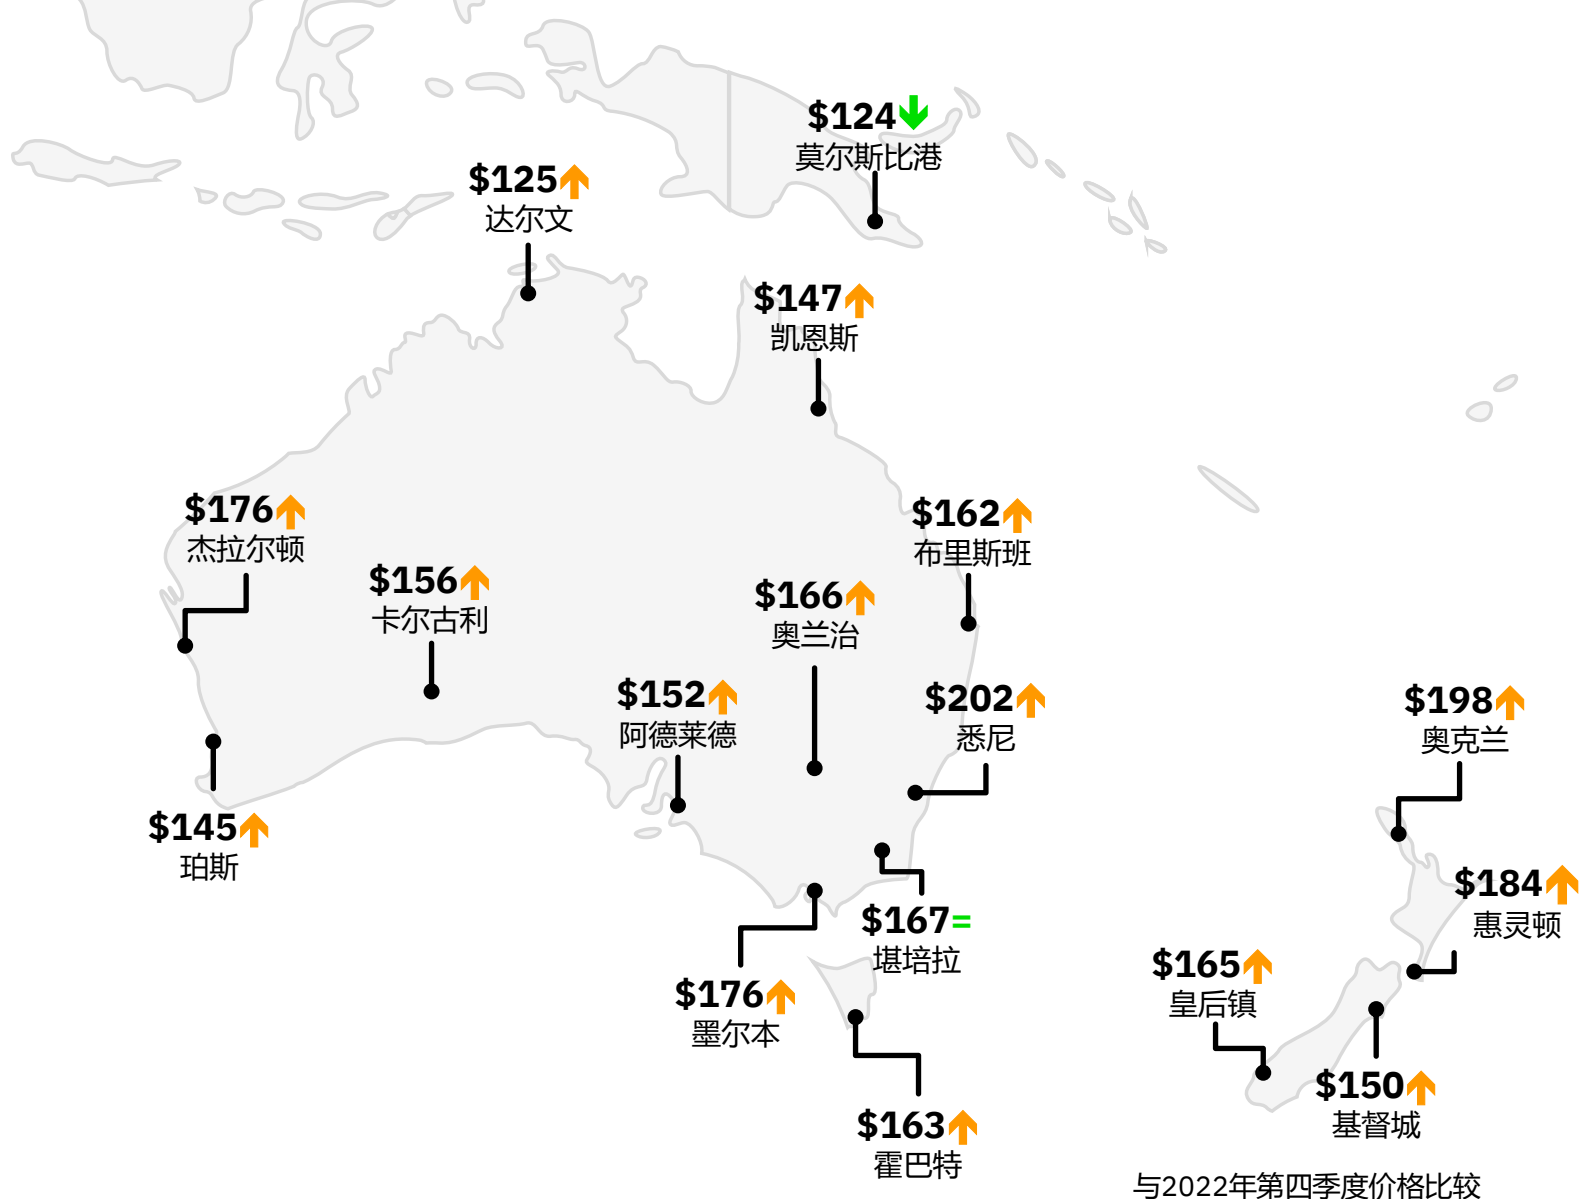 $124
莫尔斯比港
$125
达尔文
$147
凯恩斯
$176
杰拉尔顿
$162
布里斯班
$156
卡尔古利
$166
奥兰治
$152
阿德莱德
$202
悉尼
$198
奥克兰
$145
珀斯
$184
惠灵顿
$167=
堪培拉
$165
皇后镇
$176
墨尔本
$150
基督城
$163
霍巴特
与2022年第四季度价格比较